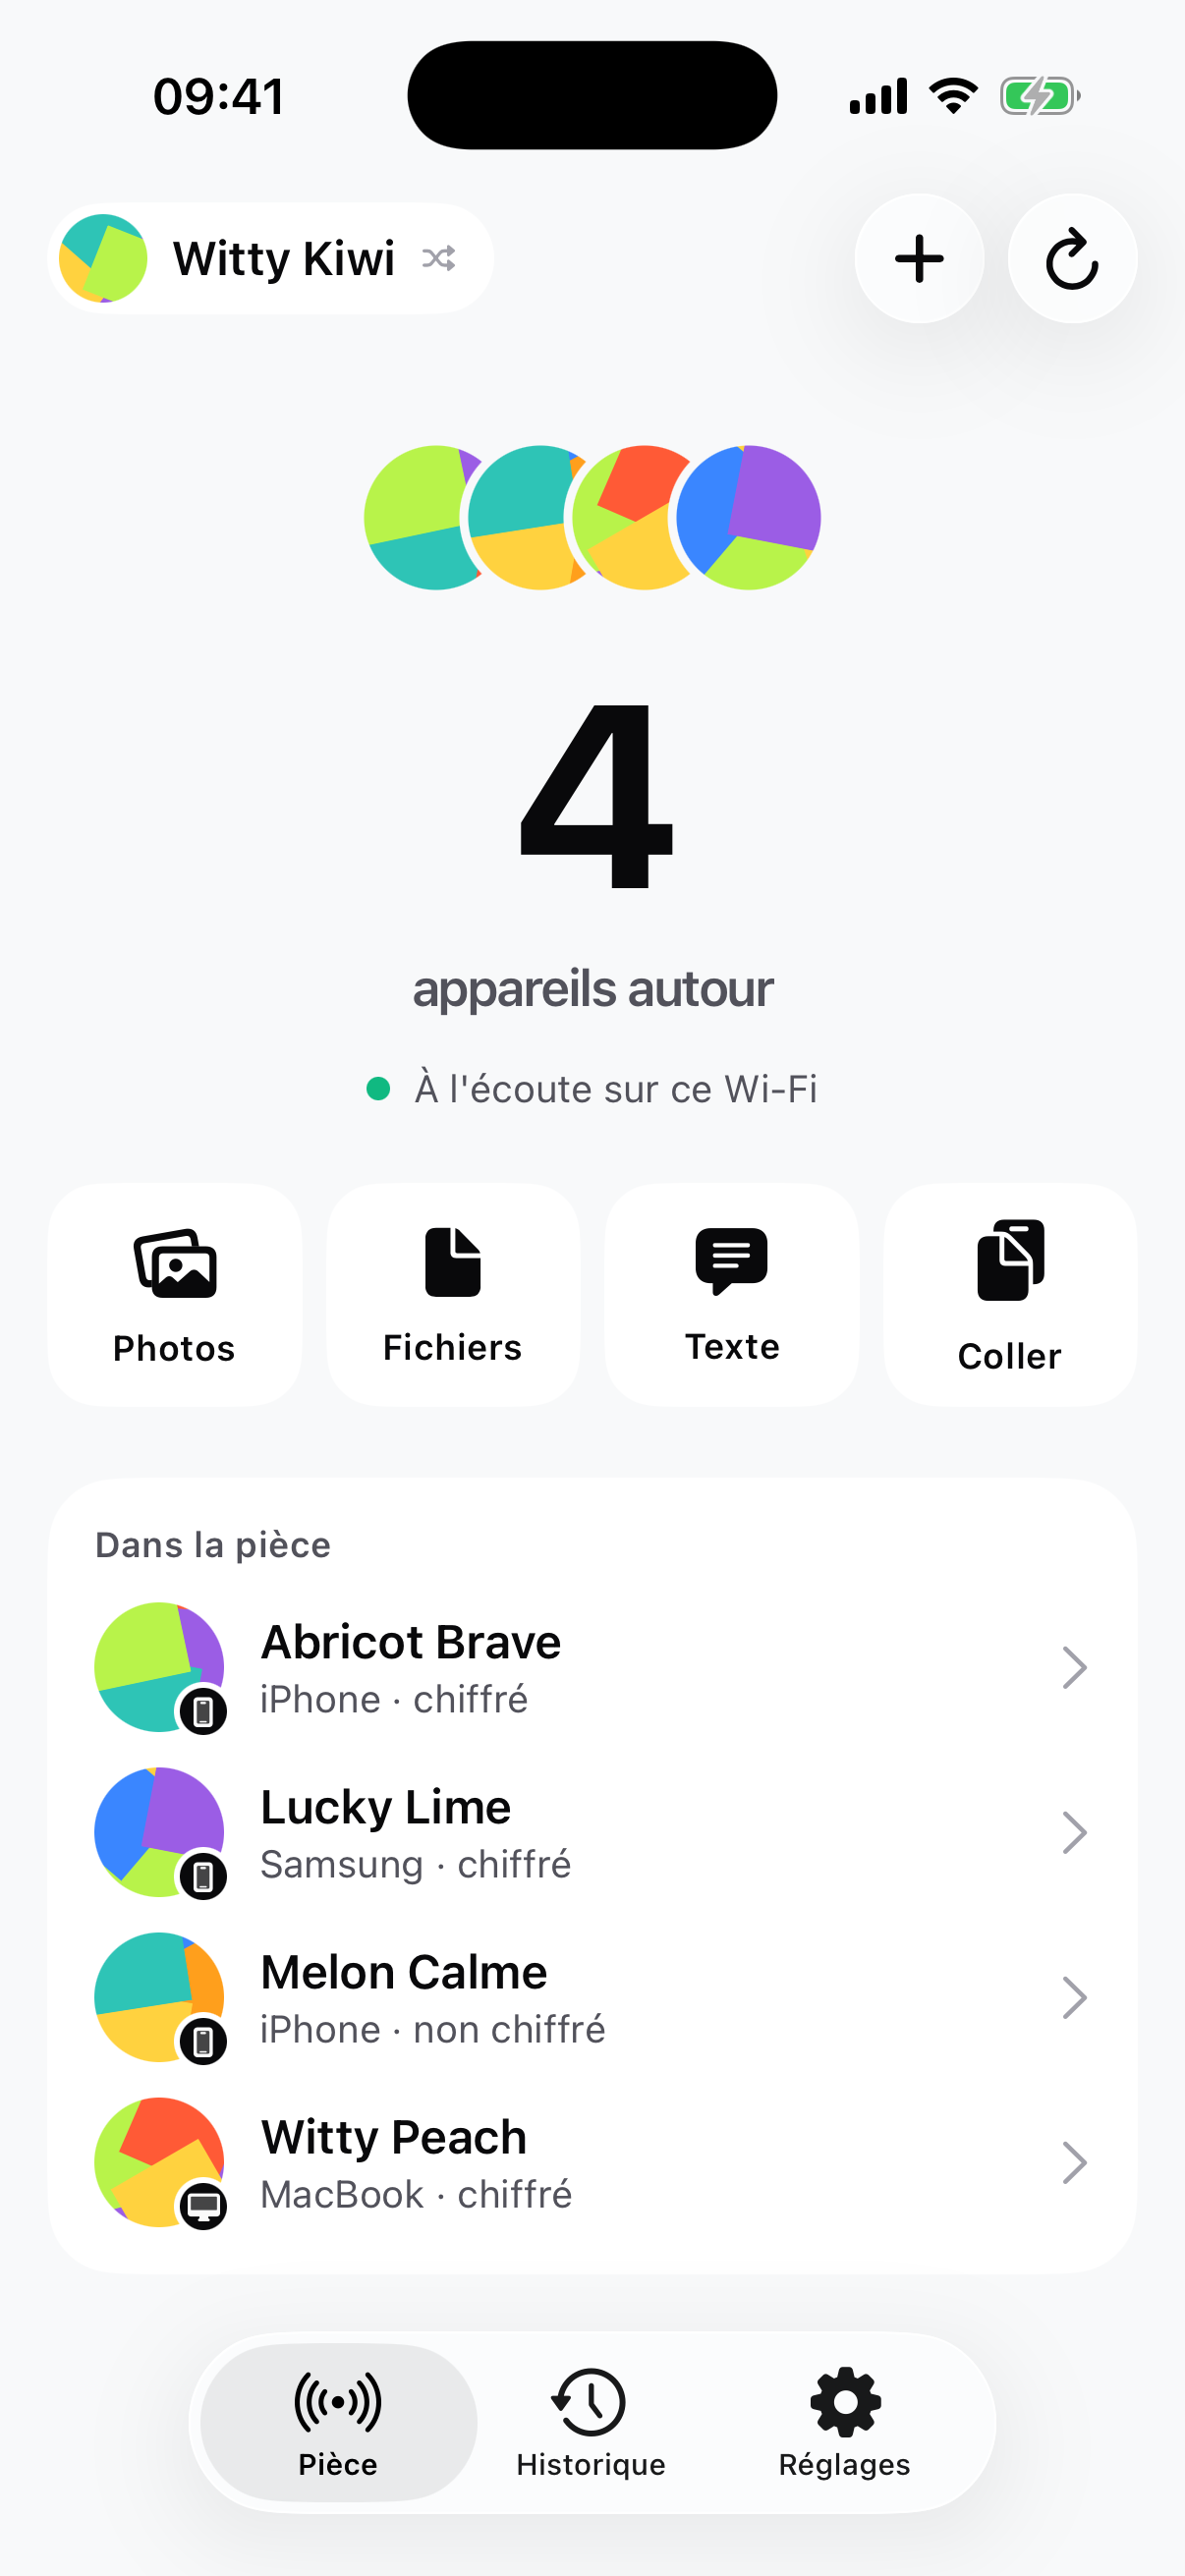 09:41
Witty Kiwi
4
appareils autour
À l'écoute sur ce Wi-Fi
Photos
Fichiers
Texte
Coller
Dans la pièce
Abricot Brave
iPhone · chiffré
Lucky Lime
Samsung · chiffré
Melon Calme
iPhone · non chiffré
Witty Peach
MacBook · chiffré
Pièce
Historique
Réglages